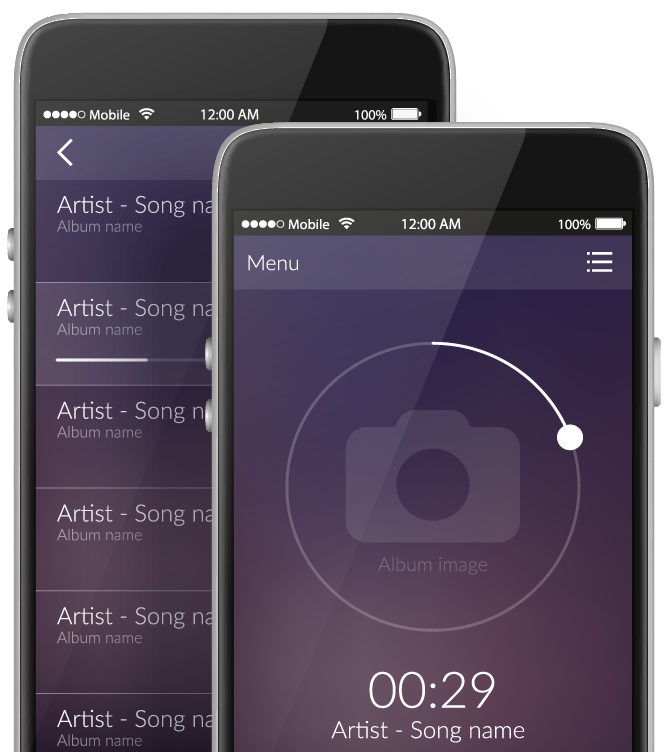 Mobile 12:00 AM 100%
Artist - Song na
Album name
Artist - Song na
Album name
Artist - Song n
Album name
Artist - Song na
Album name
Artist - Song na
Album name
Artist - Song na
Album name
Mobile 12:00 AM 100%
Menu
Album image
00:29
Artist - Song name